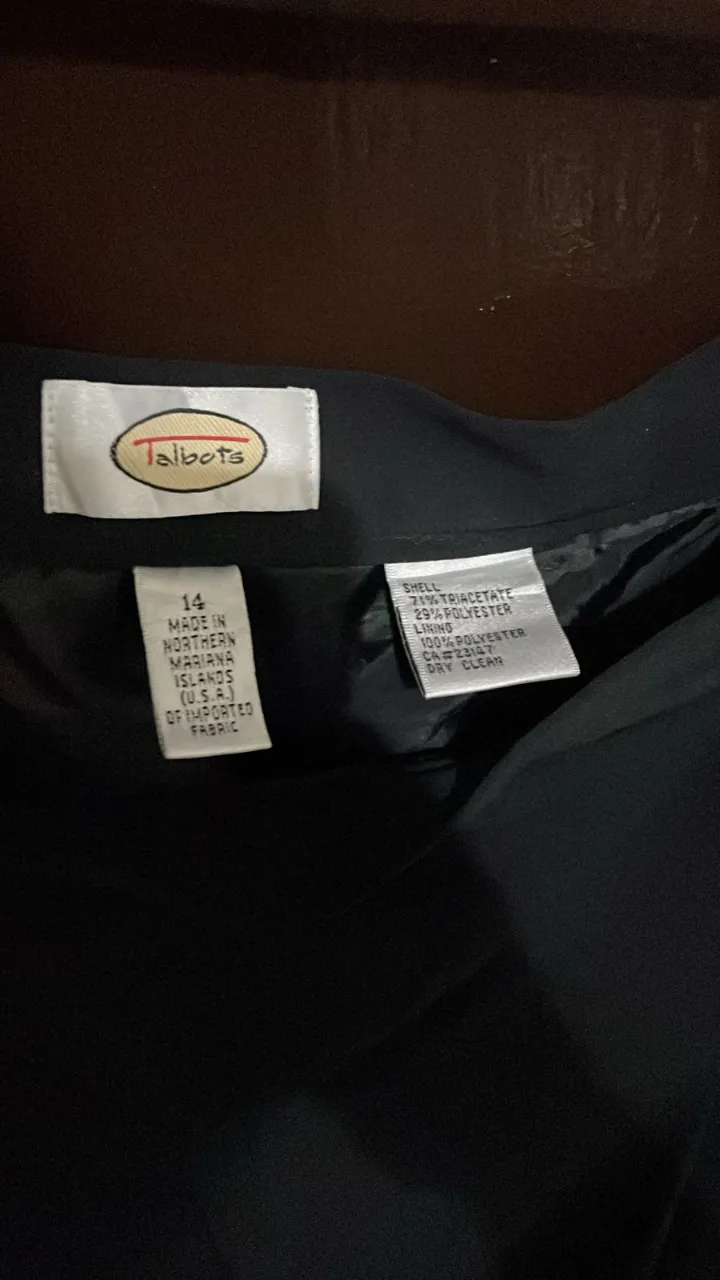 Talbots
14
MADE IN
NORTHERN
MARIANA
ISLANDS
(U.S.A.)
OF IMPORTED
FABRIC
SHELL
71% TRIACETATE
29% POLYESTER
LINING
100% POLYESTER
CA#23147
DRY CLEAN